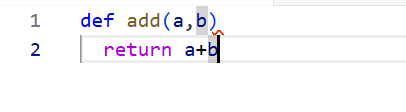 1 def add(a,b)
2   return a+b